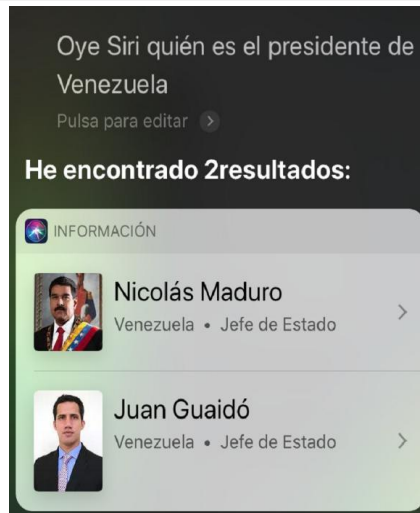 Oye Siri quién es el presidente de
Venezuela
Pulsa para editar
He encontrado 2resultados:
INFORMACIÓN
Nicolás Maduro
Venezuela • Jefe de Estado
Juan Guaidó
Venezuela • Jefe de Estado